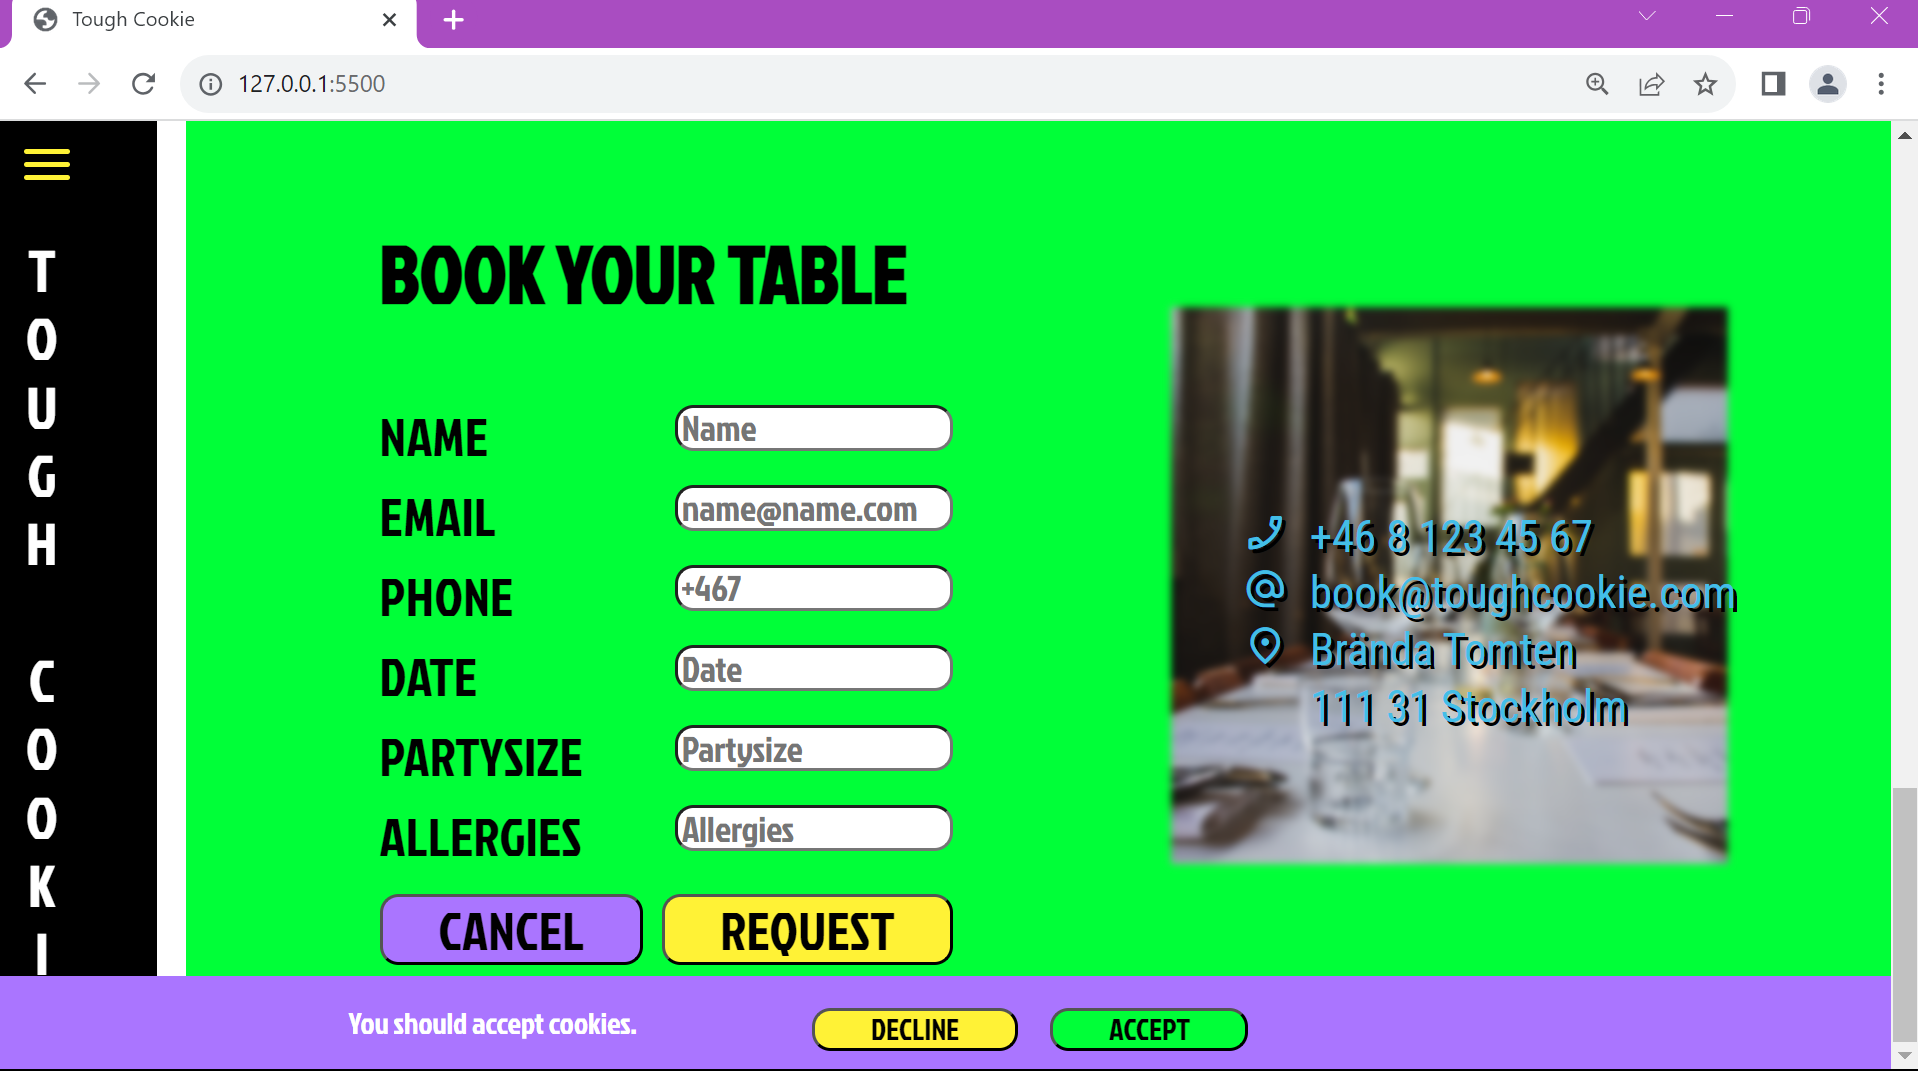 Tough Cookie
127.0.0.1:5500
T
O
U
G
H
C
O
O
K
I
BOOK YOUR TABLE
NAME
Name
EMAIL
name@name.com
PHONE
+467
DATE
Date
PARTYSIZE
Partysize
ALLERGIES
Allergies
CANCEL
REQUEST
+46 8 123 45 67
book@toughcookie.com
Brända Tomten
111 31 Stockholm
You should accept cookies.
DECLINE
ACCEPT